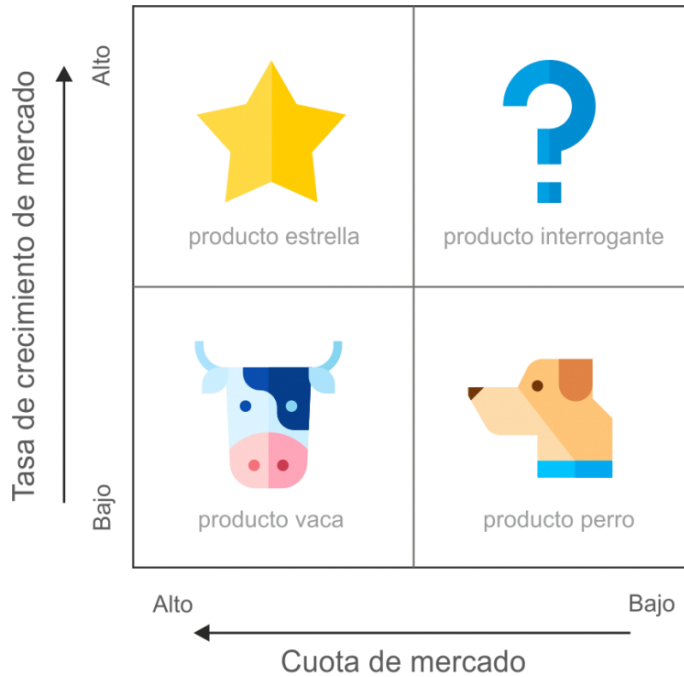 Tasa de crecimiento de mercado
Alto
Bajo
producto estrella
producto interrogante
producto vaca
producto perro
Alto
Bajo
Cuota de mercado